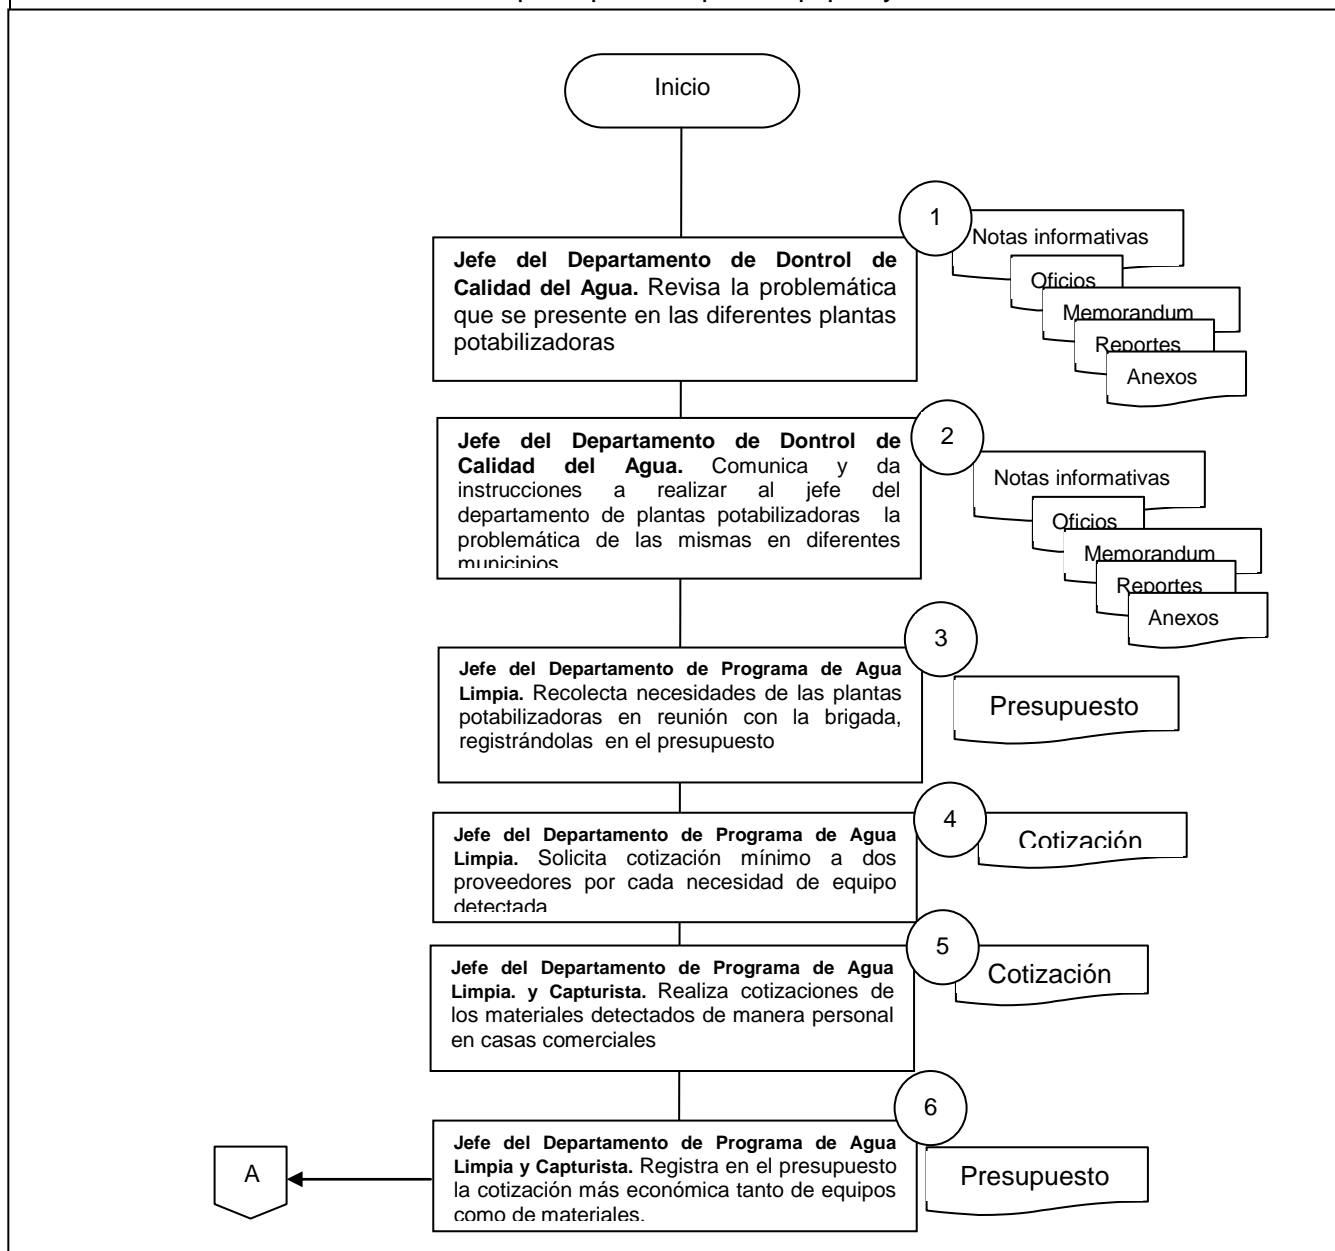 Inicio
1
Notas informativas
Oficios
Memorandum
Reportes
Anexos
Jefe del Departamento de Dontrol de
Calidad del Agua. Revisa la problemática
que se presente en las diferentes plantas
potabilizadoras
2
Notas informativas
Oficios
Memorandum
Reportes
Anexos
Jefe del Departamento de Dontrol de
Calidad del Agua. Comunica y da
instrucciones a realizar al jefe del
departamento de plantas potabilizadoras la
problemática de las mismas en diferentes
municipios
3
Presupuesto
Jefe del Departamento de Programa de Agua
Limpia. Recolecta necesidades de las plantas
potabilizadoras en reunión con la brigada,
registrándolas en el presupuesto
4
Cotización
Jefe del Departamento de Programa de Agua
Limpia. Solicita cotización mínimo a dos
proveedores por cada necesidad de equipo
detectada
5
Cotización
Jefe del Departamento de Programa de Agua
Limpia. y Capturista. Realiza cotizaciones de
los materiales detectados de manera personal
en casas comerciales
6
Presupuesto
Jefe del Departamento de Programa de Agua
Limpia y Capturista. Registra en el presupuesto
la cotización más económica tanto de equipos
como de materiales.
A